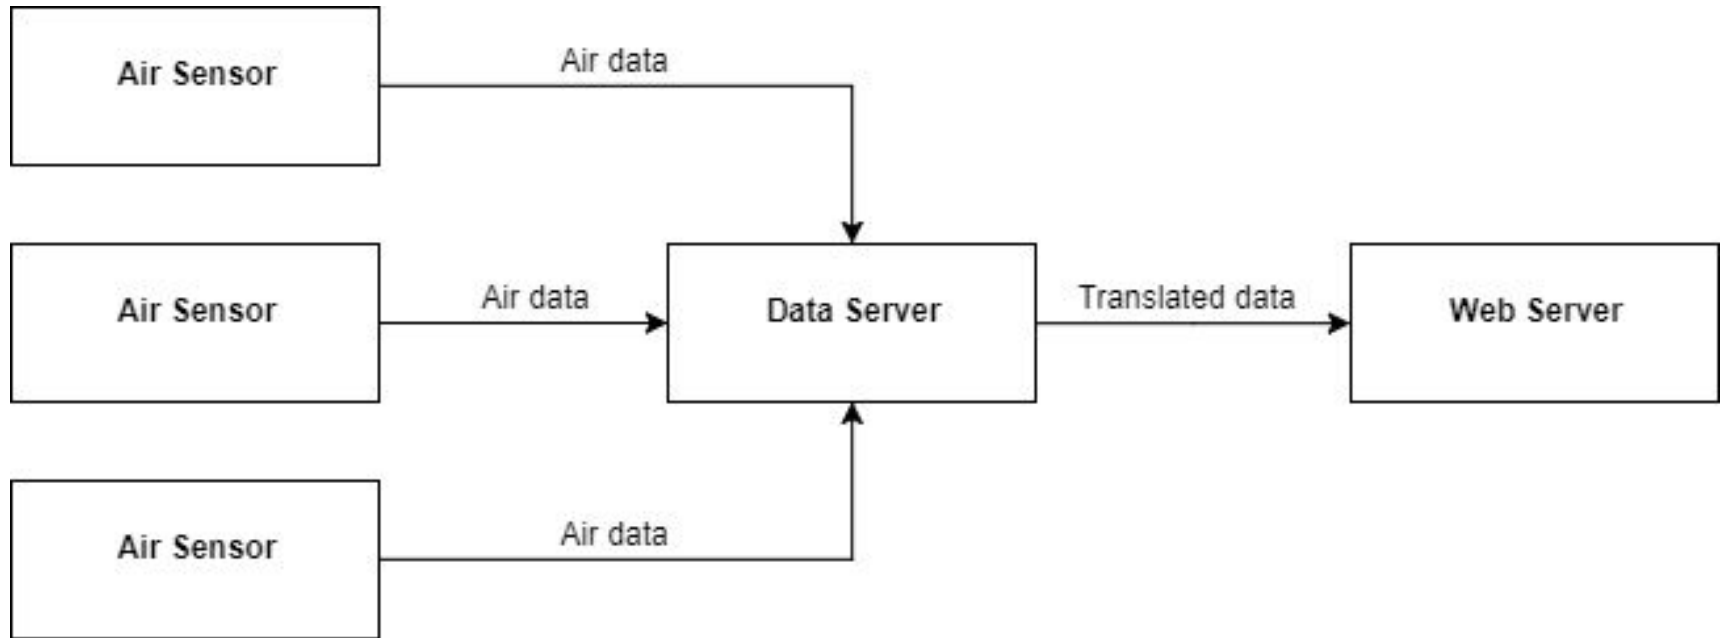 Air Sensor
Air data
Air Sensor
Air data
Data Server
Translated data
Web Server
Air Sensor
Air data